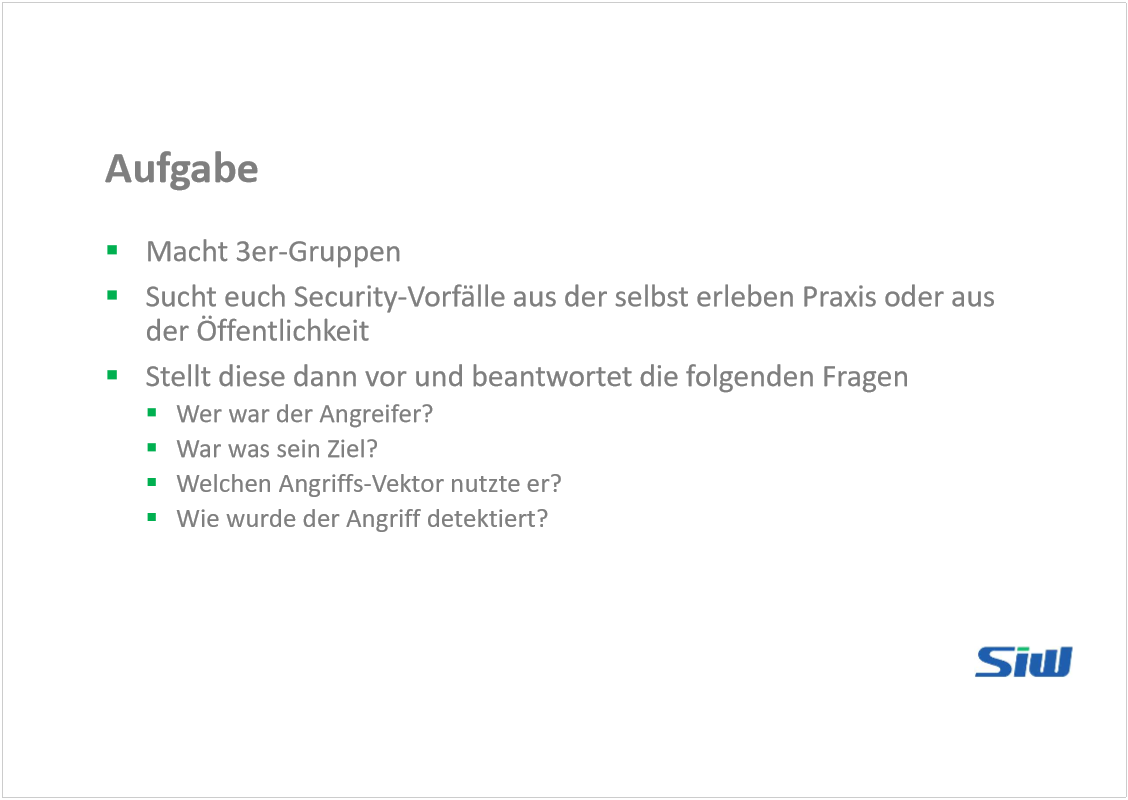 Aufgabe
Macht 3er-Gruppen
Sucht euch Security-Vorfälle aus der selbst erleben Praxis oder aus
der Öffentlichkeit
Stellt diese dann vor und beantwortet die folgenden Fragen
Wer war der Angreifer?
War was sein Ziel?
Welchen Angriffs-Vektor nutzte er?
Wie wurde der Angriff detektiert?
Siw